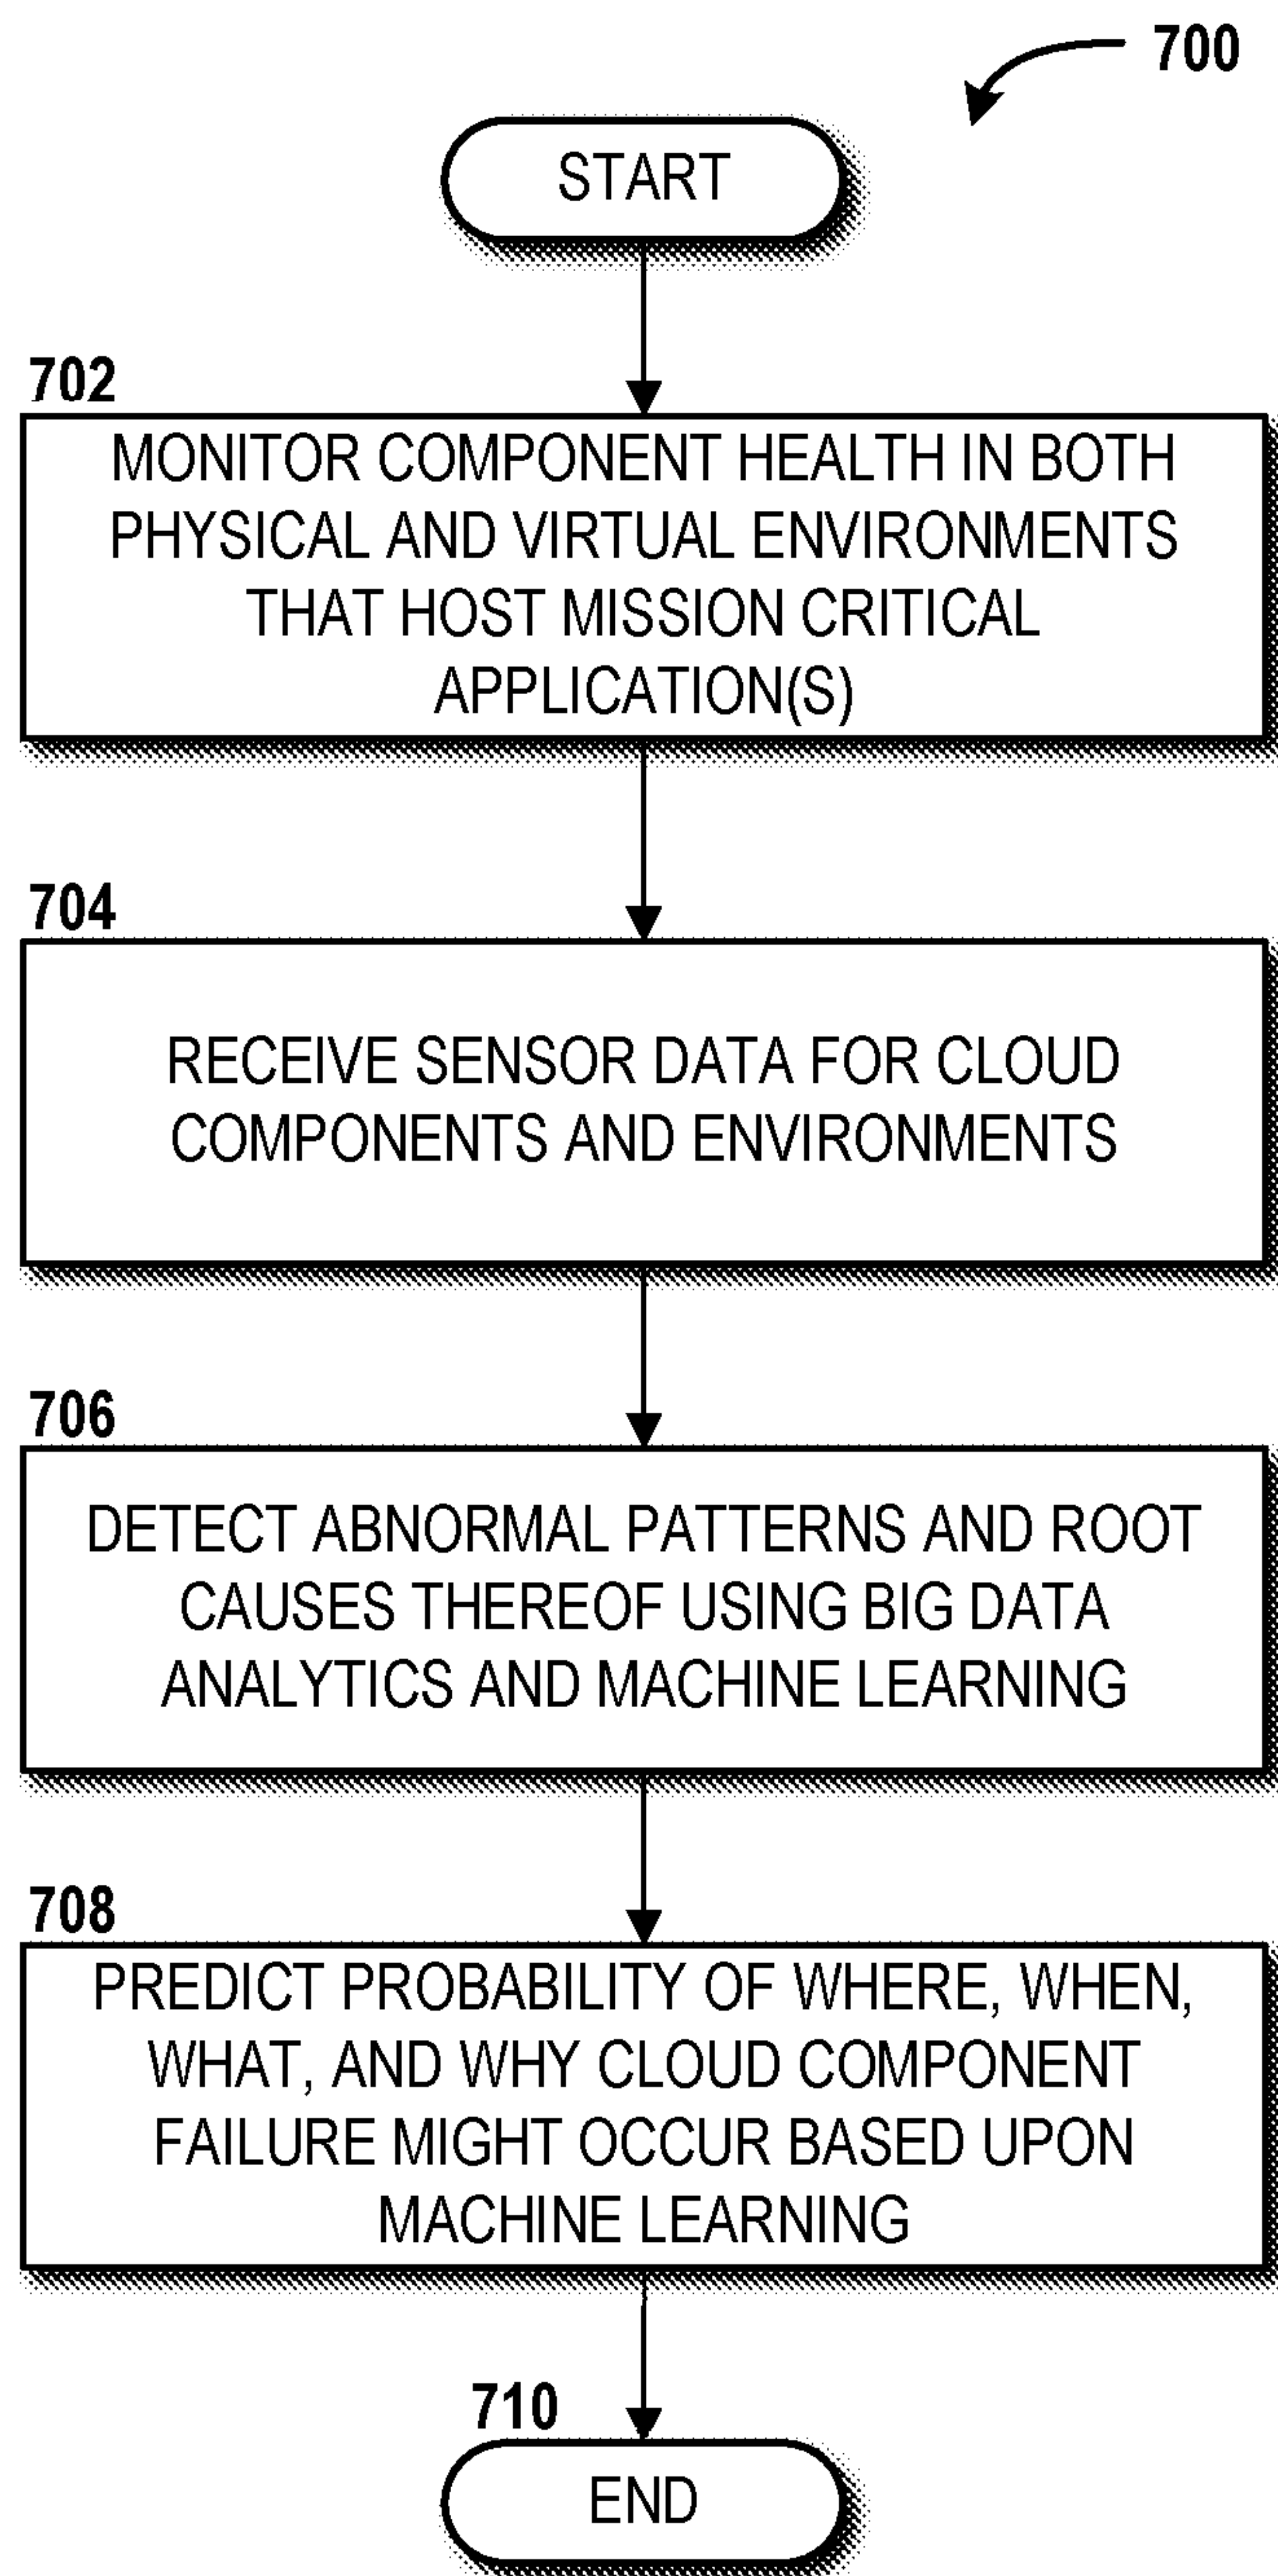 700
START
702
MONITOR COMPONENT HEALTH IN BOTH
PHYSICAL AND VIRTUAL ENVIRONMENTS
THAT HOST MISSION CRITICAL
APPLICATION(S)
704
RECEIVE SENSOR DATA FOR CLOUD
COMPONENTS AND ENVIRONMENTS
706
DETECT ABNORMAL PATTERNS AND ROOT
CAUSES THEREOF USING BIG DATA
ANALYTICS AND MACHINE LEARNING
708
PREDICT PROBABILITY OF WHERE, WHEN,
WHAT, AND WHY CLOUD COMPONENT
FAILURE MIGHT OCCUR BASED UPON
MACHINE LEARNING
710
END